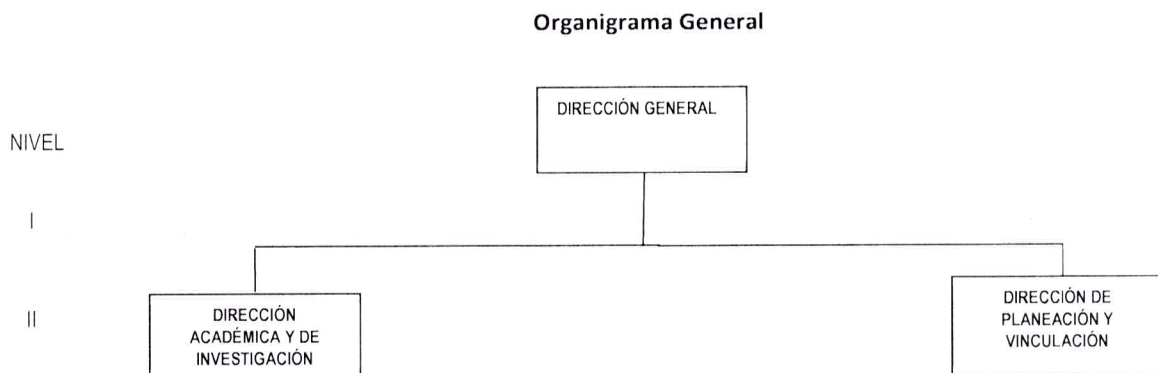 Organigrama General
DIRECCIÓN GENERAL
NIVEL
I
II
DIRECCIÓN
ACADÉMICA Y DE
INVESTIGACIÓN
DIRECCIÓN DE
PLANEACIÓN Y
VINCULACIÓN